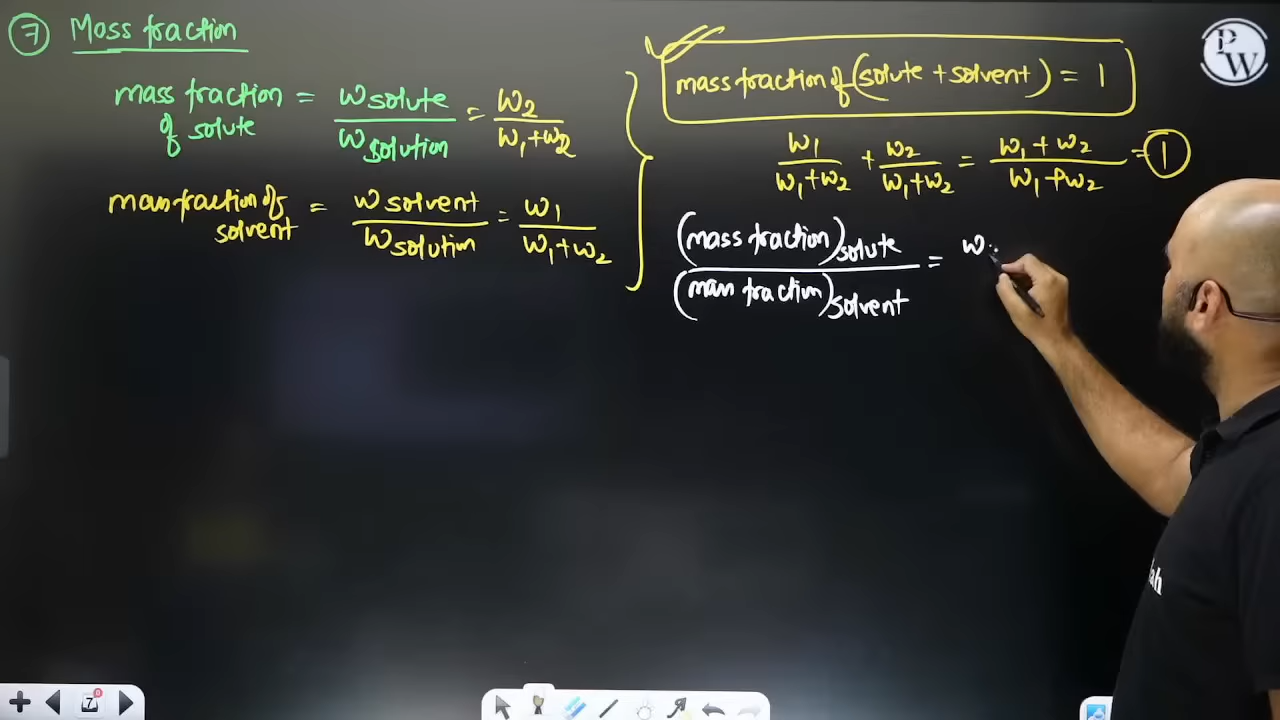 7 Mass fraction
mass fraction of solute = W solute / W solution = W2 / W1 + W2
mass fraction of solvent = W solvent / W solution = W1 / W1 + W2
mass fraction of (solute + solvent) = 1
W1 / W1 + W2 + W2 / W1 + W2 = W1 + W2 / W1 + W2 = 1
(mass fraction)solute / (mass fraction)solvent = W
PW
ah
7